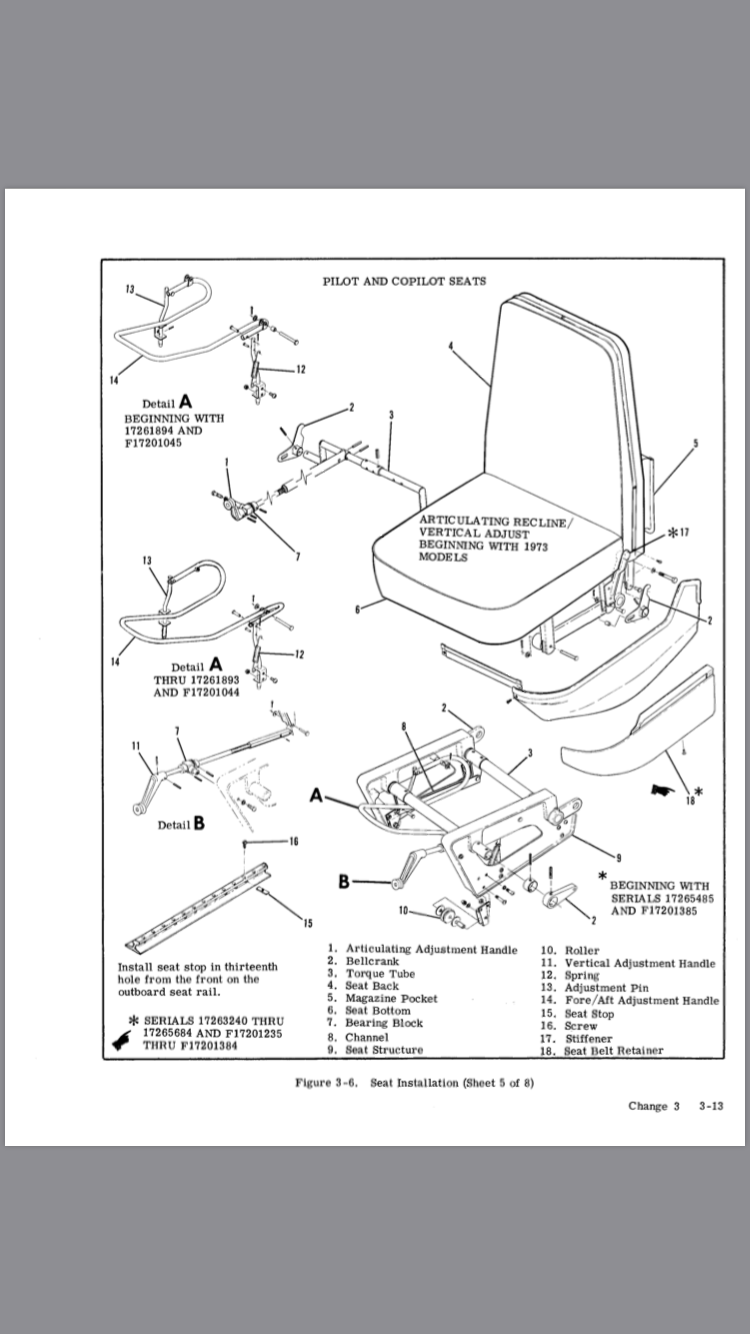 PILOT AND COPILOT SEATS
13
1
14
12
Detail A
BEGINNING WITH
17261894 AND
F17201045
4
2
3
5
1
7
ARTICULATING RECLINE/
VERTICAL ADJUST
BEGINNING WITH 1973
MODELS
*17
13
1
6
2
14
12
Detail A
THRU 17261893
AND F17201044
1
7
11
Detail B
2
8
3
A
18*
16
9
B
10
2
15
* BEGINNING WITH
SERIALS 17265485
AND F17201385
Install seat stop in thirteenth
hole from the front on the
outboard seat rail.
* SERIALS 17263240 THRU
17265684 AND F17201235
THRU F17201384
1. Articulating Adjustment Handle
2. Bellcrank
3. Torque Tube
4. Seat Back
5. Magazine Pocket
6. Seat Bottom
7. Bearing Block
8. Channel
9. Seat Structure
10. Roller
11. Vertical Adjustment Handle
12. Spring
13. Adjustment Pin
14. Fore/Aft Adjustment Handle
15. Seat Stop
16. Screw
17. Stiffener
18. Seat Belt Retainer
Figure 3-6. Seat Installation (Sheet 5 of 8)
Change 3 3-13